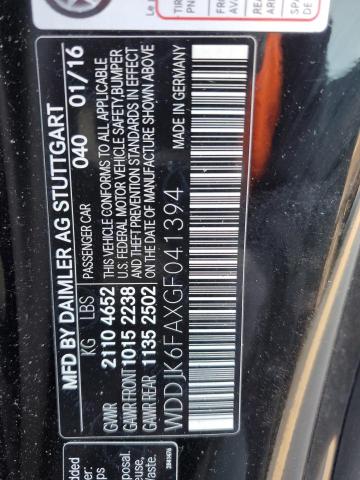 MFD BY DAIMLER AG STUTTGART
040 01/16
KG LBS PASSENGER CAR
GVWR 2110 4652
GAWR FRONT 1015 2238
GAWR REAR 1135 2502
THIS VEHICLE CONFORMS TO ALL APPLICABLE
U.S. FEDERAL MOTOR VEHICLE SAFETY, BUMPER,
AND THEFT PREVENTION STANDARDS IN EFFECT
ON THE DATE OF MANUFACTURE SHOWN ABOVE
WDDJK6FAXGF041394
MADE IN GERMANY